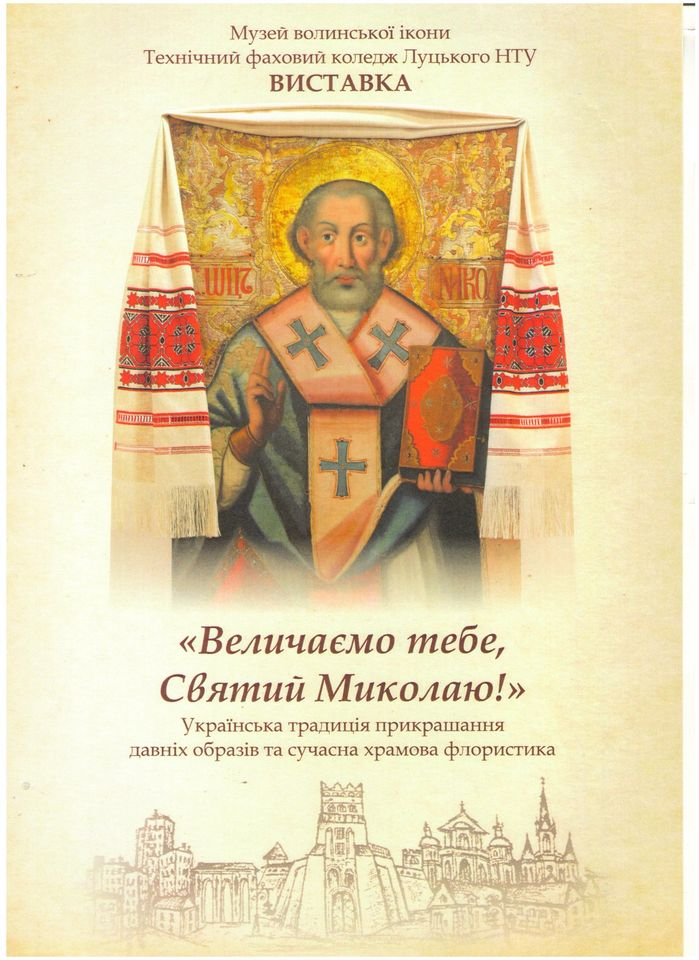 Музей волинської ікони
Технічний фаховий коледж Луцького НТУ
ВИСТАВКА
НИКОЛ
«Величаємо тебе,
Святий Миколаю!»
Українська традиція прикрашання
давніх образів та сучасна храмова флористика